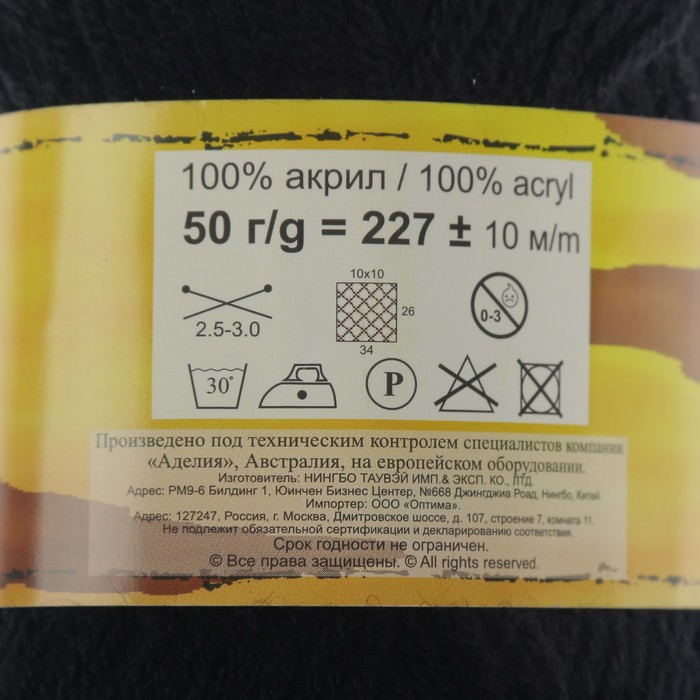 100% акрил / 100% acryl
50 г/g = 227 ± 10 м/m
10x10
2.5-3.0
26
34
0-3
30°
P
Произведено под техническим контролем специалистов компании
«Аделия», Австралия, на европейском оборудовании.
Изготовитель: НИНГБО ТАУВЭЙ ИМП.& ЭКСП. КО., ЛТД.
Адрес: РМ9-6 Билдинг 1, Юинчен Бизнес Центер, №668 Джингджиа Роад, Нингбо, Китай.
Импортер: ООО «Оптима».
Адрес: 127247, Россия, г. Москва, Дмитровское шоссе, д. 107, строение 7, комната 11.
Не подлежит обязательной сертификации и декларированию соответствия.
Срок годности не ограничен.
© Все права защищены. © All rights reserved.